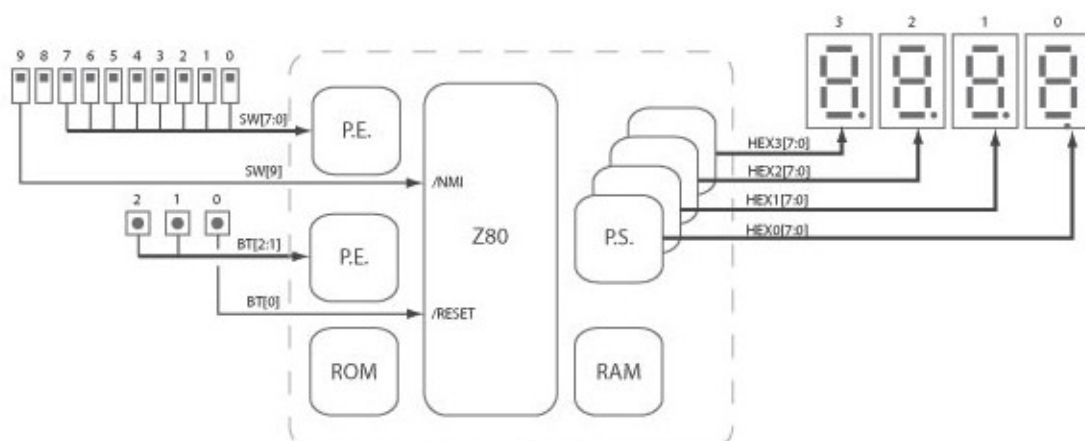 3 2 1 0
9 8 7 6 5 4 3 2 1 0
SW[7:0]
P.E.
HEX3[7:0]
SW[9]
/NMI
HEX2[7:0]
2 1 0
HEX1[7:0]
Z80
P.S.
HEX0[7:0]
BT[2:1]
P.E.
BT[0]
/RESET
ROM
RAM